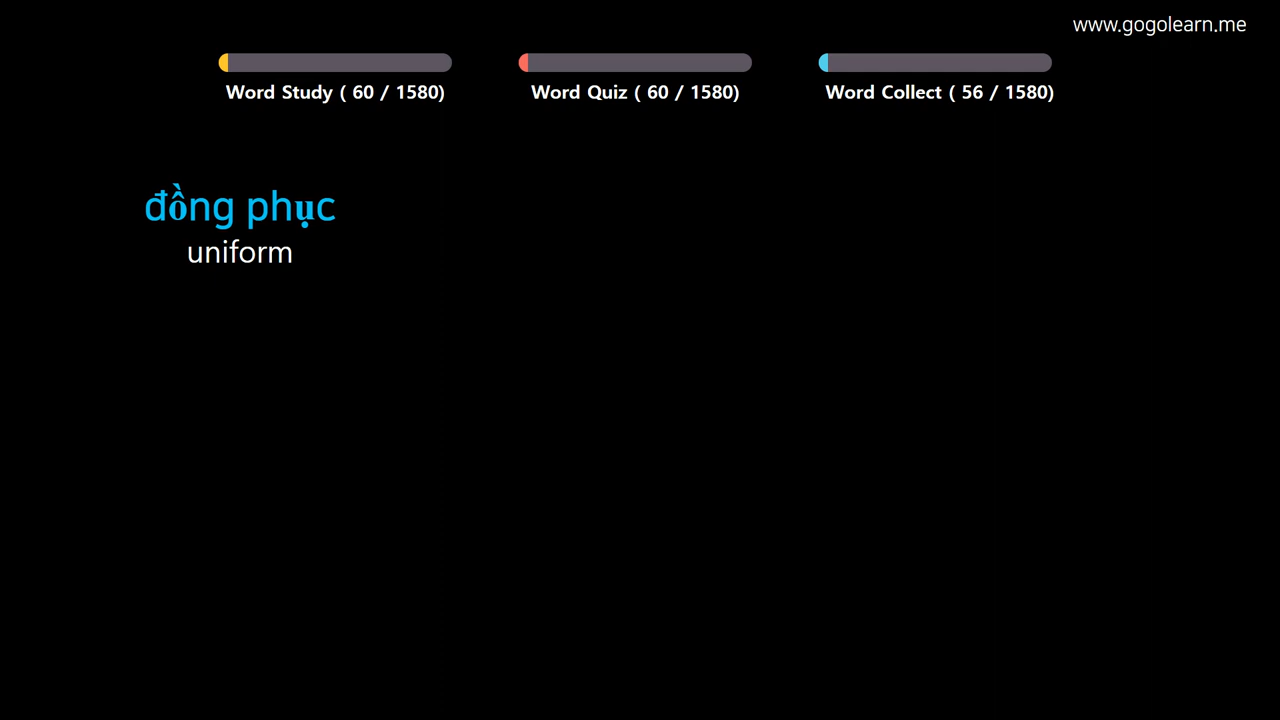 www.gogolearn.me
Word Study ( 60 / 1580)
Word Quiz ( 60 / 1580)
Word Collect ( 56 / 1580)
đồng phục
uniform